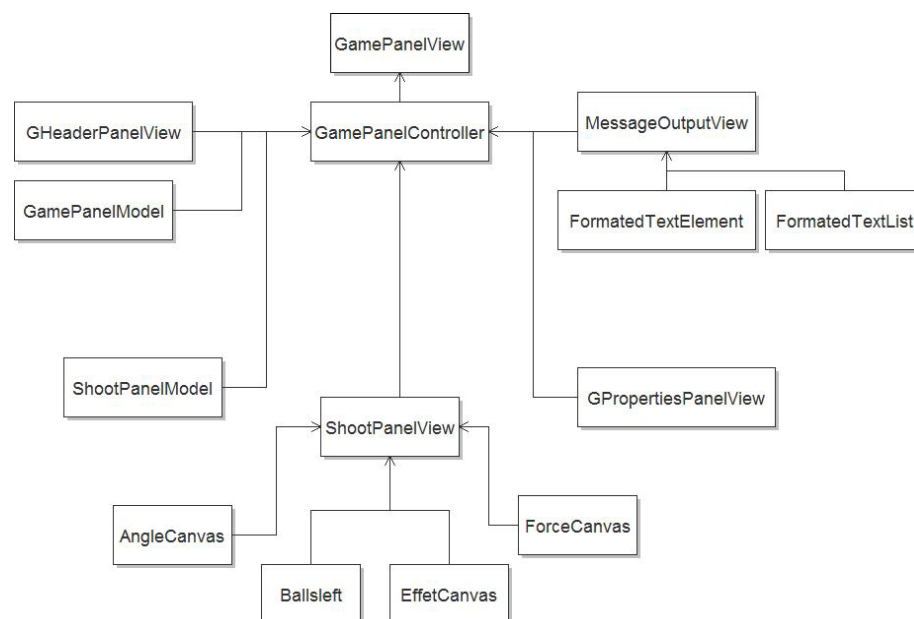 GamePanelView
GHeaderPanelView
GamePanelController
MessageOutputView
GamePanelModel
FormatedTextElement
FormatedTextList
ShootPanelModel
GPropertiesPanelView
ShootPanelView
AngleCanvas
ForceCanvas
Ballsleft
EffetCanvas